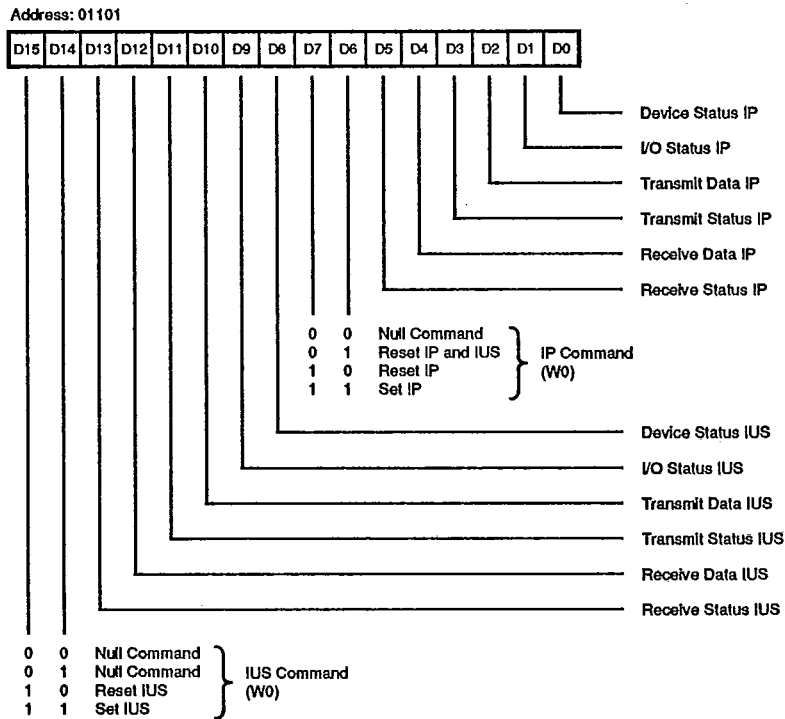 Address: 01101
D15 D14 D13 D12 D11 D10 D9 D8 D7 D6 D5 D4 D3 D2 D1 D0
Device Status IP
I/O Status IP
Transmit Data IP
Transmit Status IP
Receive Data IP
Receive Status IP
0 0 Null Command
0 1 Reset IP and IUS
1 0 Reset IP
1 1 Set IP
IP Command
(W0)
Device Status IUS
I/O Status IUS
Transmit Data IUS
Transmit Status IUS
Receive Data IUS
Receive Status IUS
0 0 Null Command
0 1 Null Command
1 0 Reset IUS
1 1 Set IUS
IUS Command
(W0)